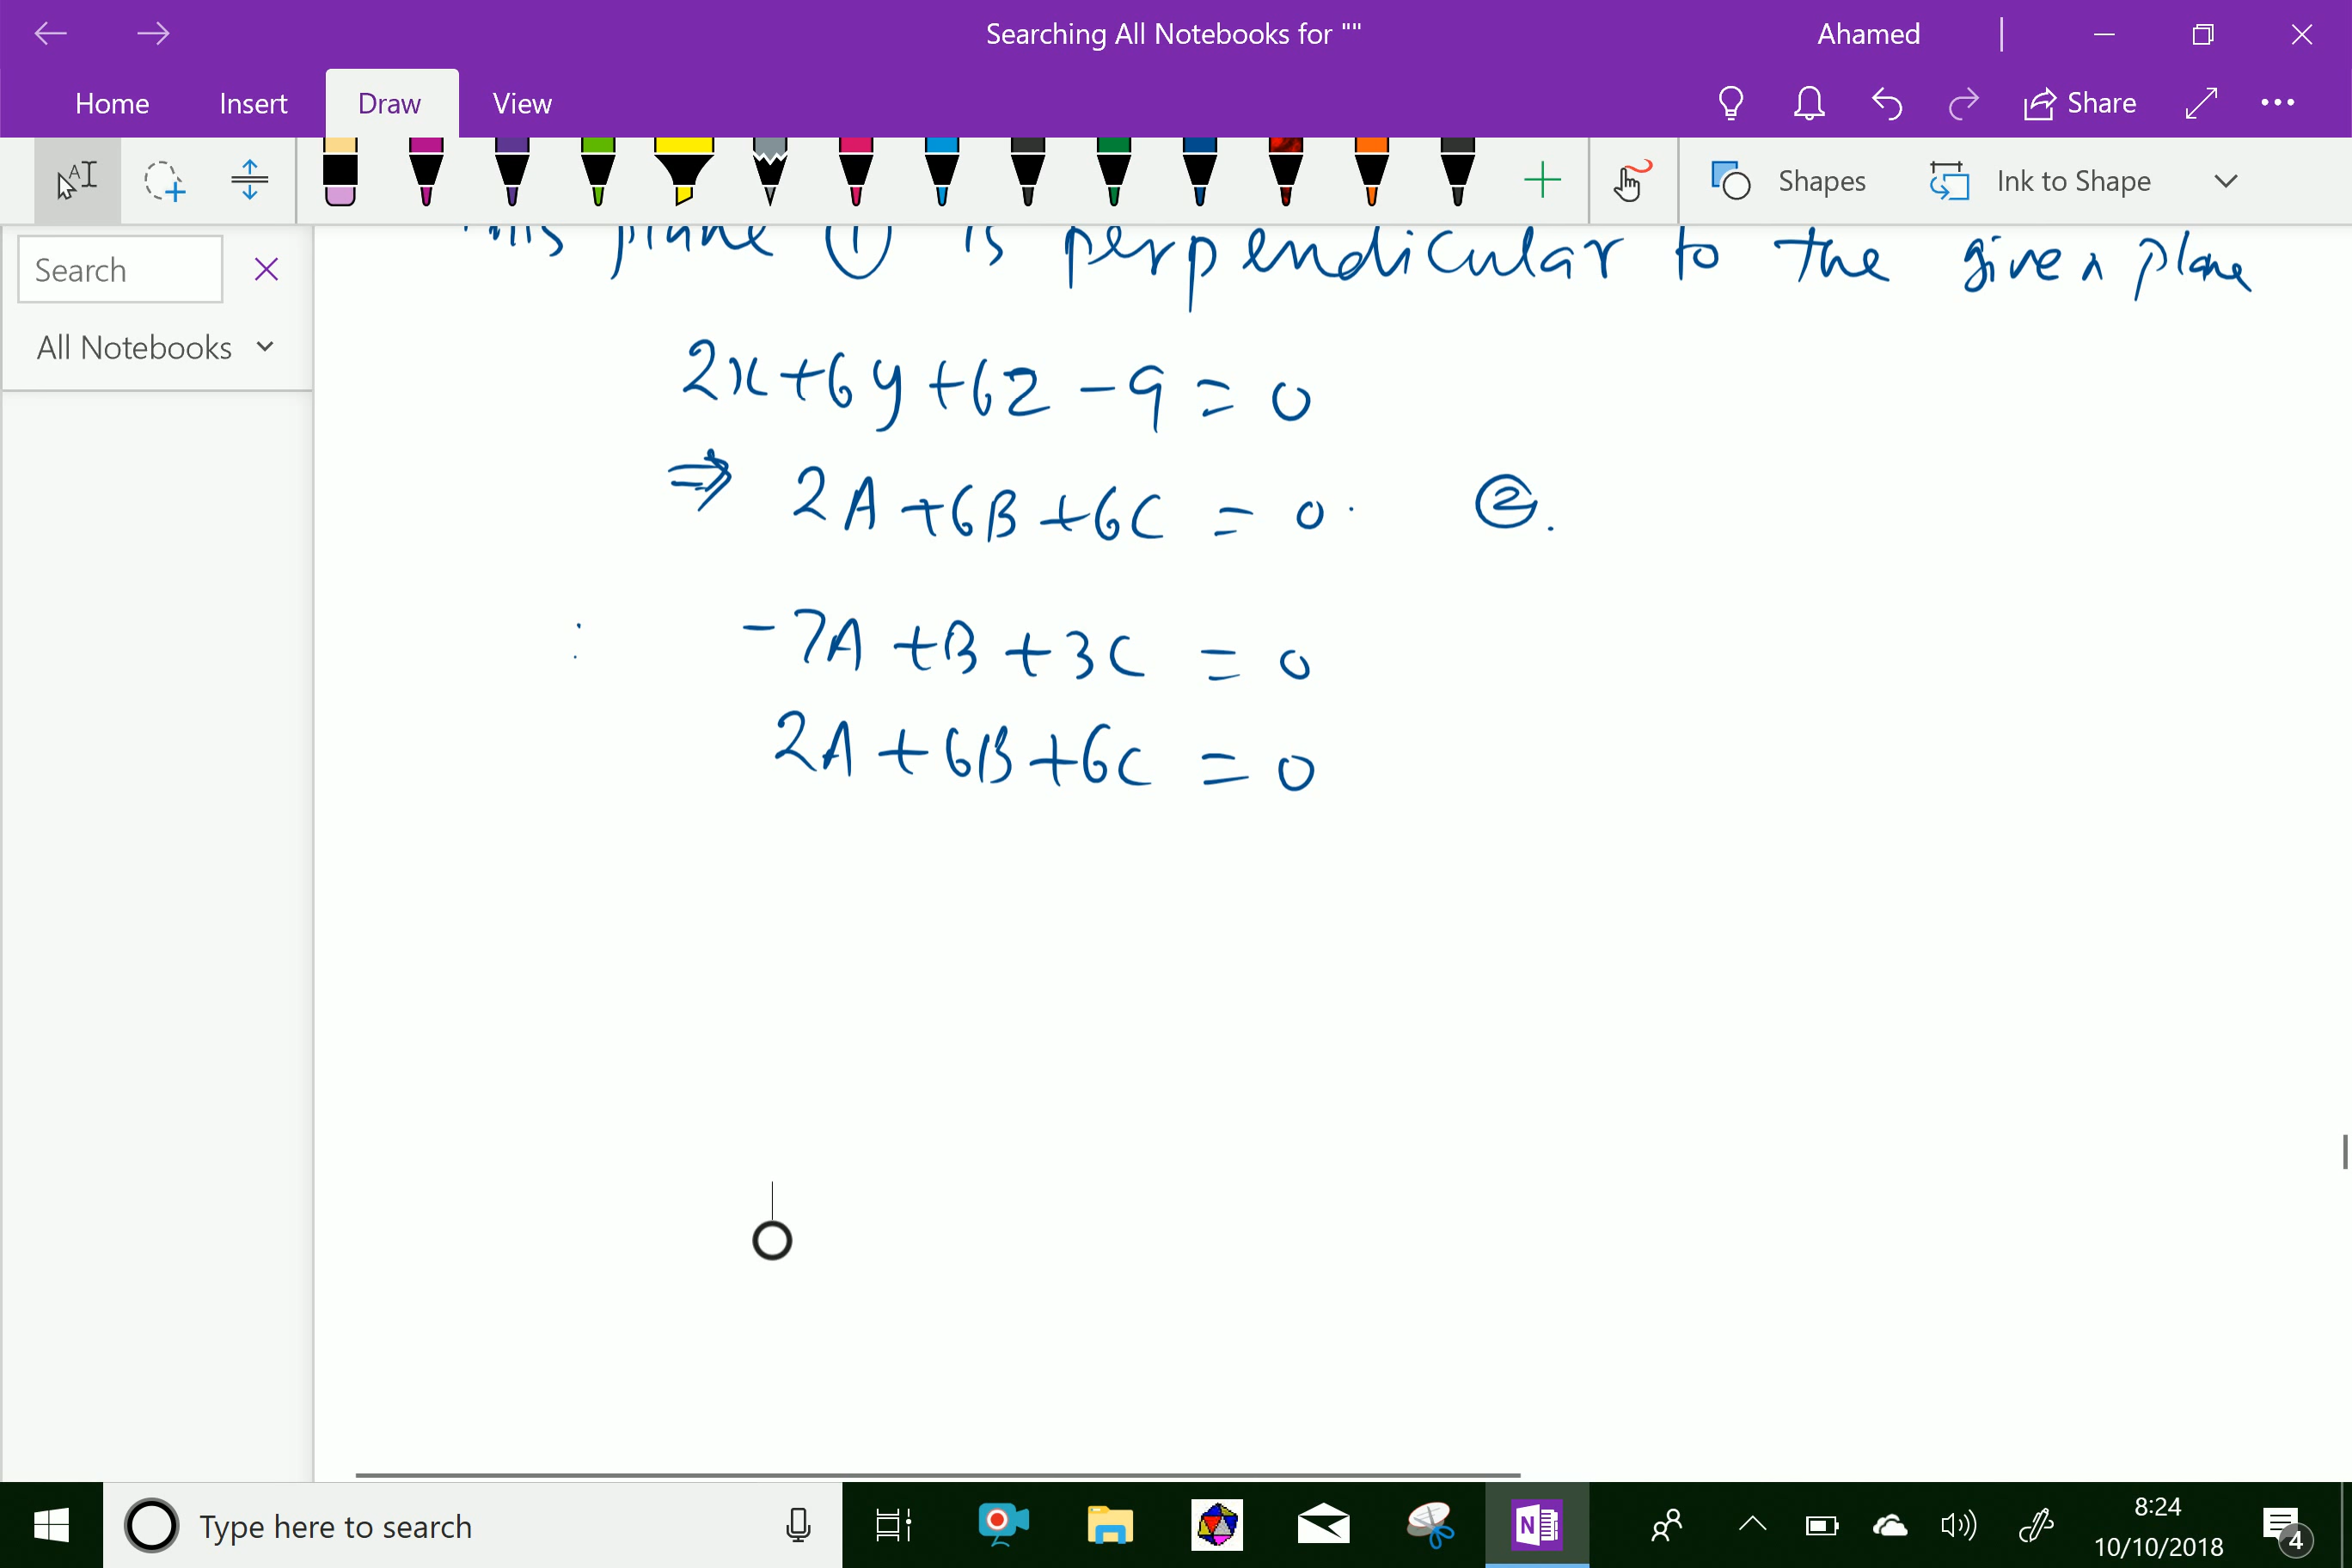 Searching All Notebooks for ""
Ahamed
Home Insert Draw View
Share
Shapes
Ink to Shape
Search
All Notebooks
This plane ① is perpendicular to the given plane
2x+6y+6z-9=0
⇒ 2A+6B+6C=0. ②.
: -7A+B+3C=0
2A+6B+6C=0
Type here to search
8:24
10/10/2018
4